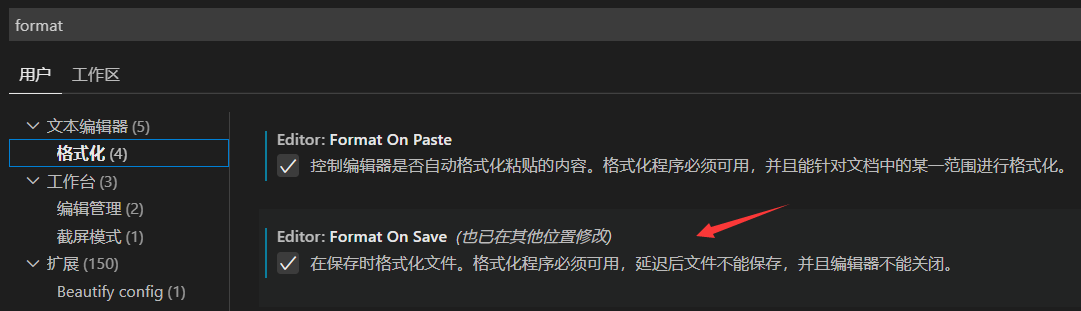 format
用户
工作区
文本编辑器 (5)
格式化 (4)
工作台 (3)
编辑管理 (2)
截屏模式 (1)
扩展 (150)
Beautify config (1)
Editor: Format On Paste
控制编辑器是否自动格式化粘贴的内容。格式化程序必须可用，并且能针对文档中的某一范围进行格式化。
Editor: Format On Save (也已在其他位置修改)
在保存时格式化文件。格式化程序必须可用，延迟后文件不能保存，并且编辑器不能关闭。